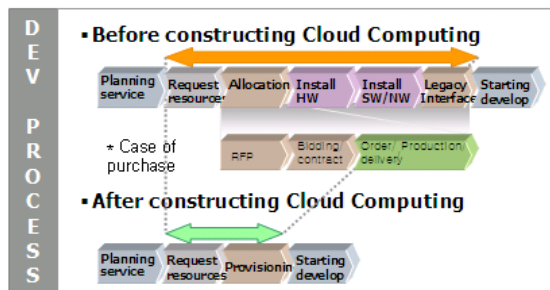 DEV PROCESS
▪ Before constructing Cloud Computing
Planning service
Request resources
Allocation
Install HW
Install SW/NW
Legacy Interface
Starting develop
* Case of purchase
RFP
Bidding/ contract
Order/ Production/ delivery
▪ After constructing Cloud Computing
Planning service
Request resources
Provisionin
Starting develop